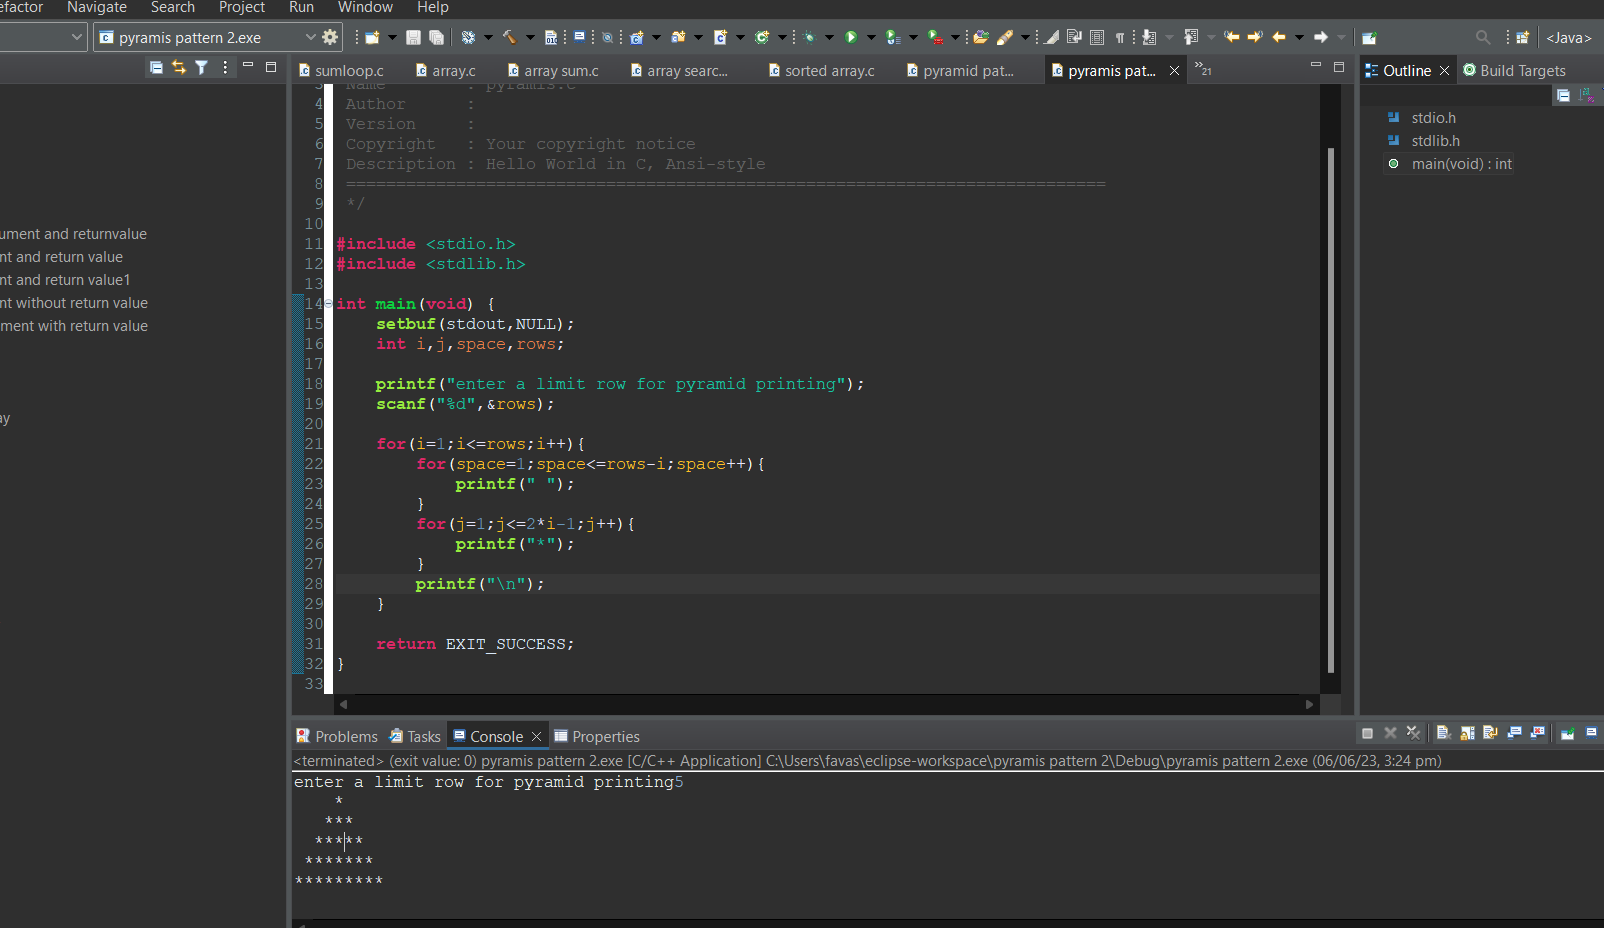 efactor Navigate Search Project Run Window Help
pyramis pattern 2.exe
<Java>
sumloop.c array.c array sum.c array searc... sorted array.c pyramid pat... pyramis pat... »21
Outline Build Targets
3 Name : pyramis.c
4 Author :
5 Version :
6 Copyright : Your copyright notice
7 Description : Hello World in C, Ansi-style
8 ============================================================================
9 */
10
11 #include <stdio.h>
12 #include <stdlib.h>
13
14 int main(void) {
15 setbuf(stdout,NULL);
16 int i,j,space,rows;
17
18 printf("enter a limit row for pyramid printing");
19 scanf("%d",&rows);
20
21 for(i=1;i<=rows;i++){
22 for(space=1;space<=rows-i;space++){
23 printf(" ");
24 }
25 for(j=1;j<=2*i-1;j++){
26 printf("*");
27 }
28 printf("\n");
29 }
30
31 return EXIT_SUCCESS;
32 }
33
stdio.h
stdlib.h
main(void) : int
ument and returnvalue
nt and return value
nt and return value1
nt without return value
ment with return value
ay
Problems Tasks Console Properties
<terminated> (exit value: 0) pyramis pattern 2.exe [C/C++ Application] C:\Users\favas\eclipse-workspace\pyramis pattern 2\Debug\pyramis pattern 2.exe (06/06/23, 3:24 pm)
enter a limit row for pyramid printing5
    *
   ***
  *****
 *******
*********